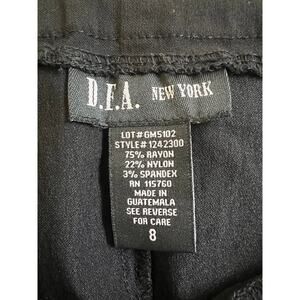 D.F.A. NEW YORK
LOT# GM5102
STYLE# 1242300
75% RAYON
22% NYLON
3% SPANDEX
RN 115760
MADE IN
GUATEMALA
SEE REVERSE
FOR CARE
8